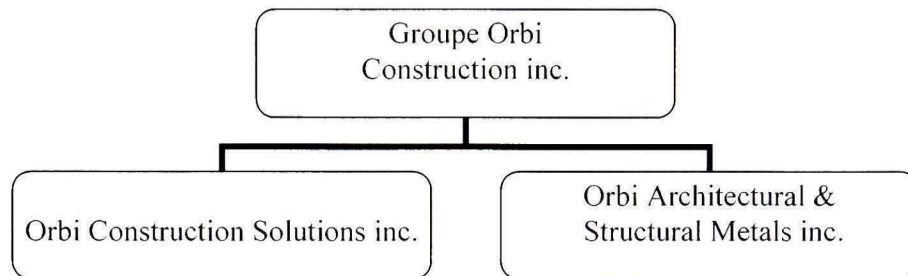 Groupe Orbi
Construction inc.
Orbi Construction Solutions inc.
Orbi Architectural &
Structural Metals inc.